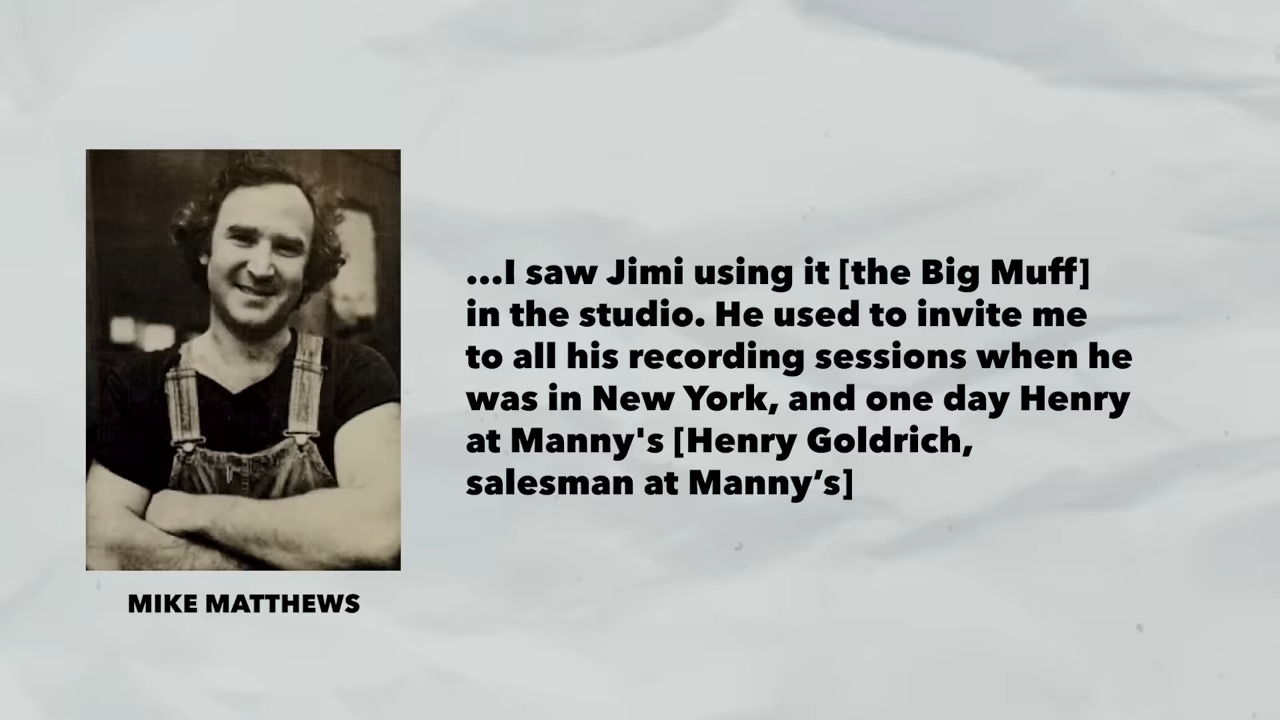 ...I saw Jimi using it [the Big Muff]
in the studio. He used to invite me
to all his recording sessions when he
was in New York, and one day Henry
at Manny's [Henry Goldrich,
salesman at Manny’s]
MIKE MATTHEWS